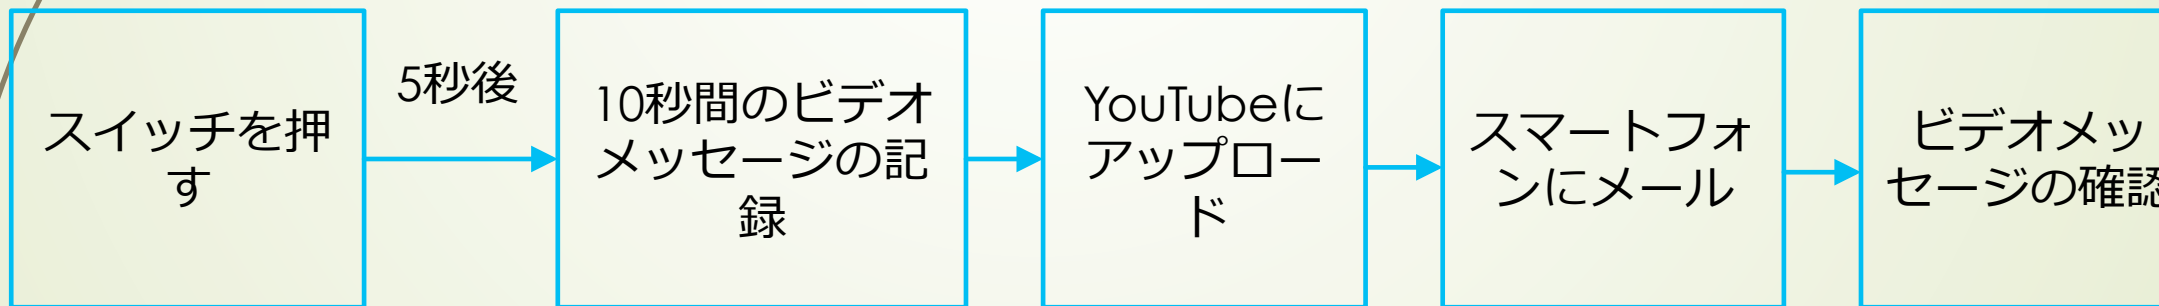 スイッチを押
す
5秒後
10秒間のビデオ
メッセージの記
録
YouTubeに
アップロー
ド
スマートフォ
ンにメール
ビデオメッ
セージの確認